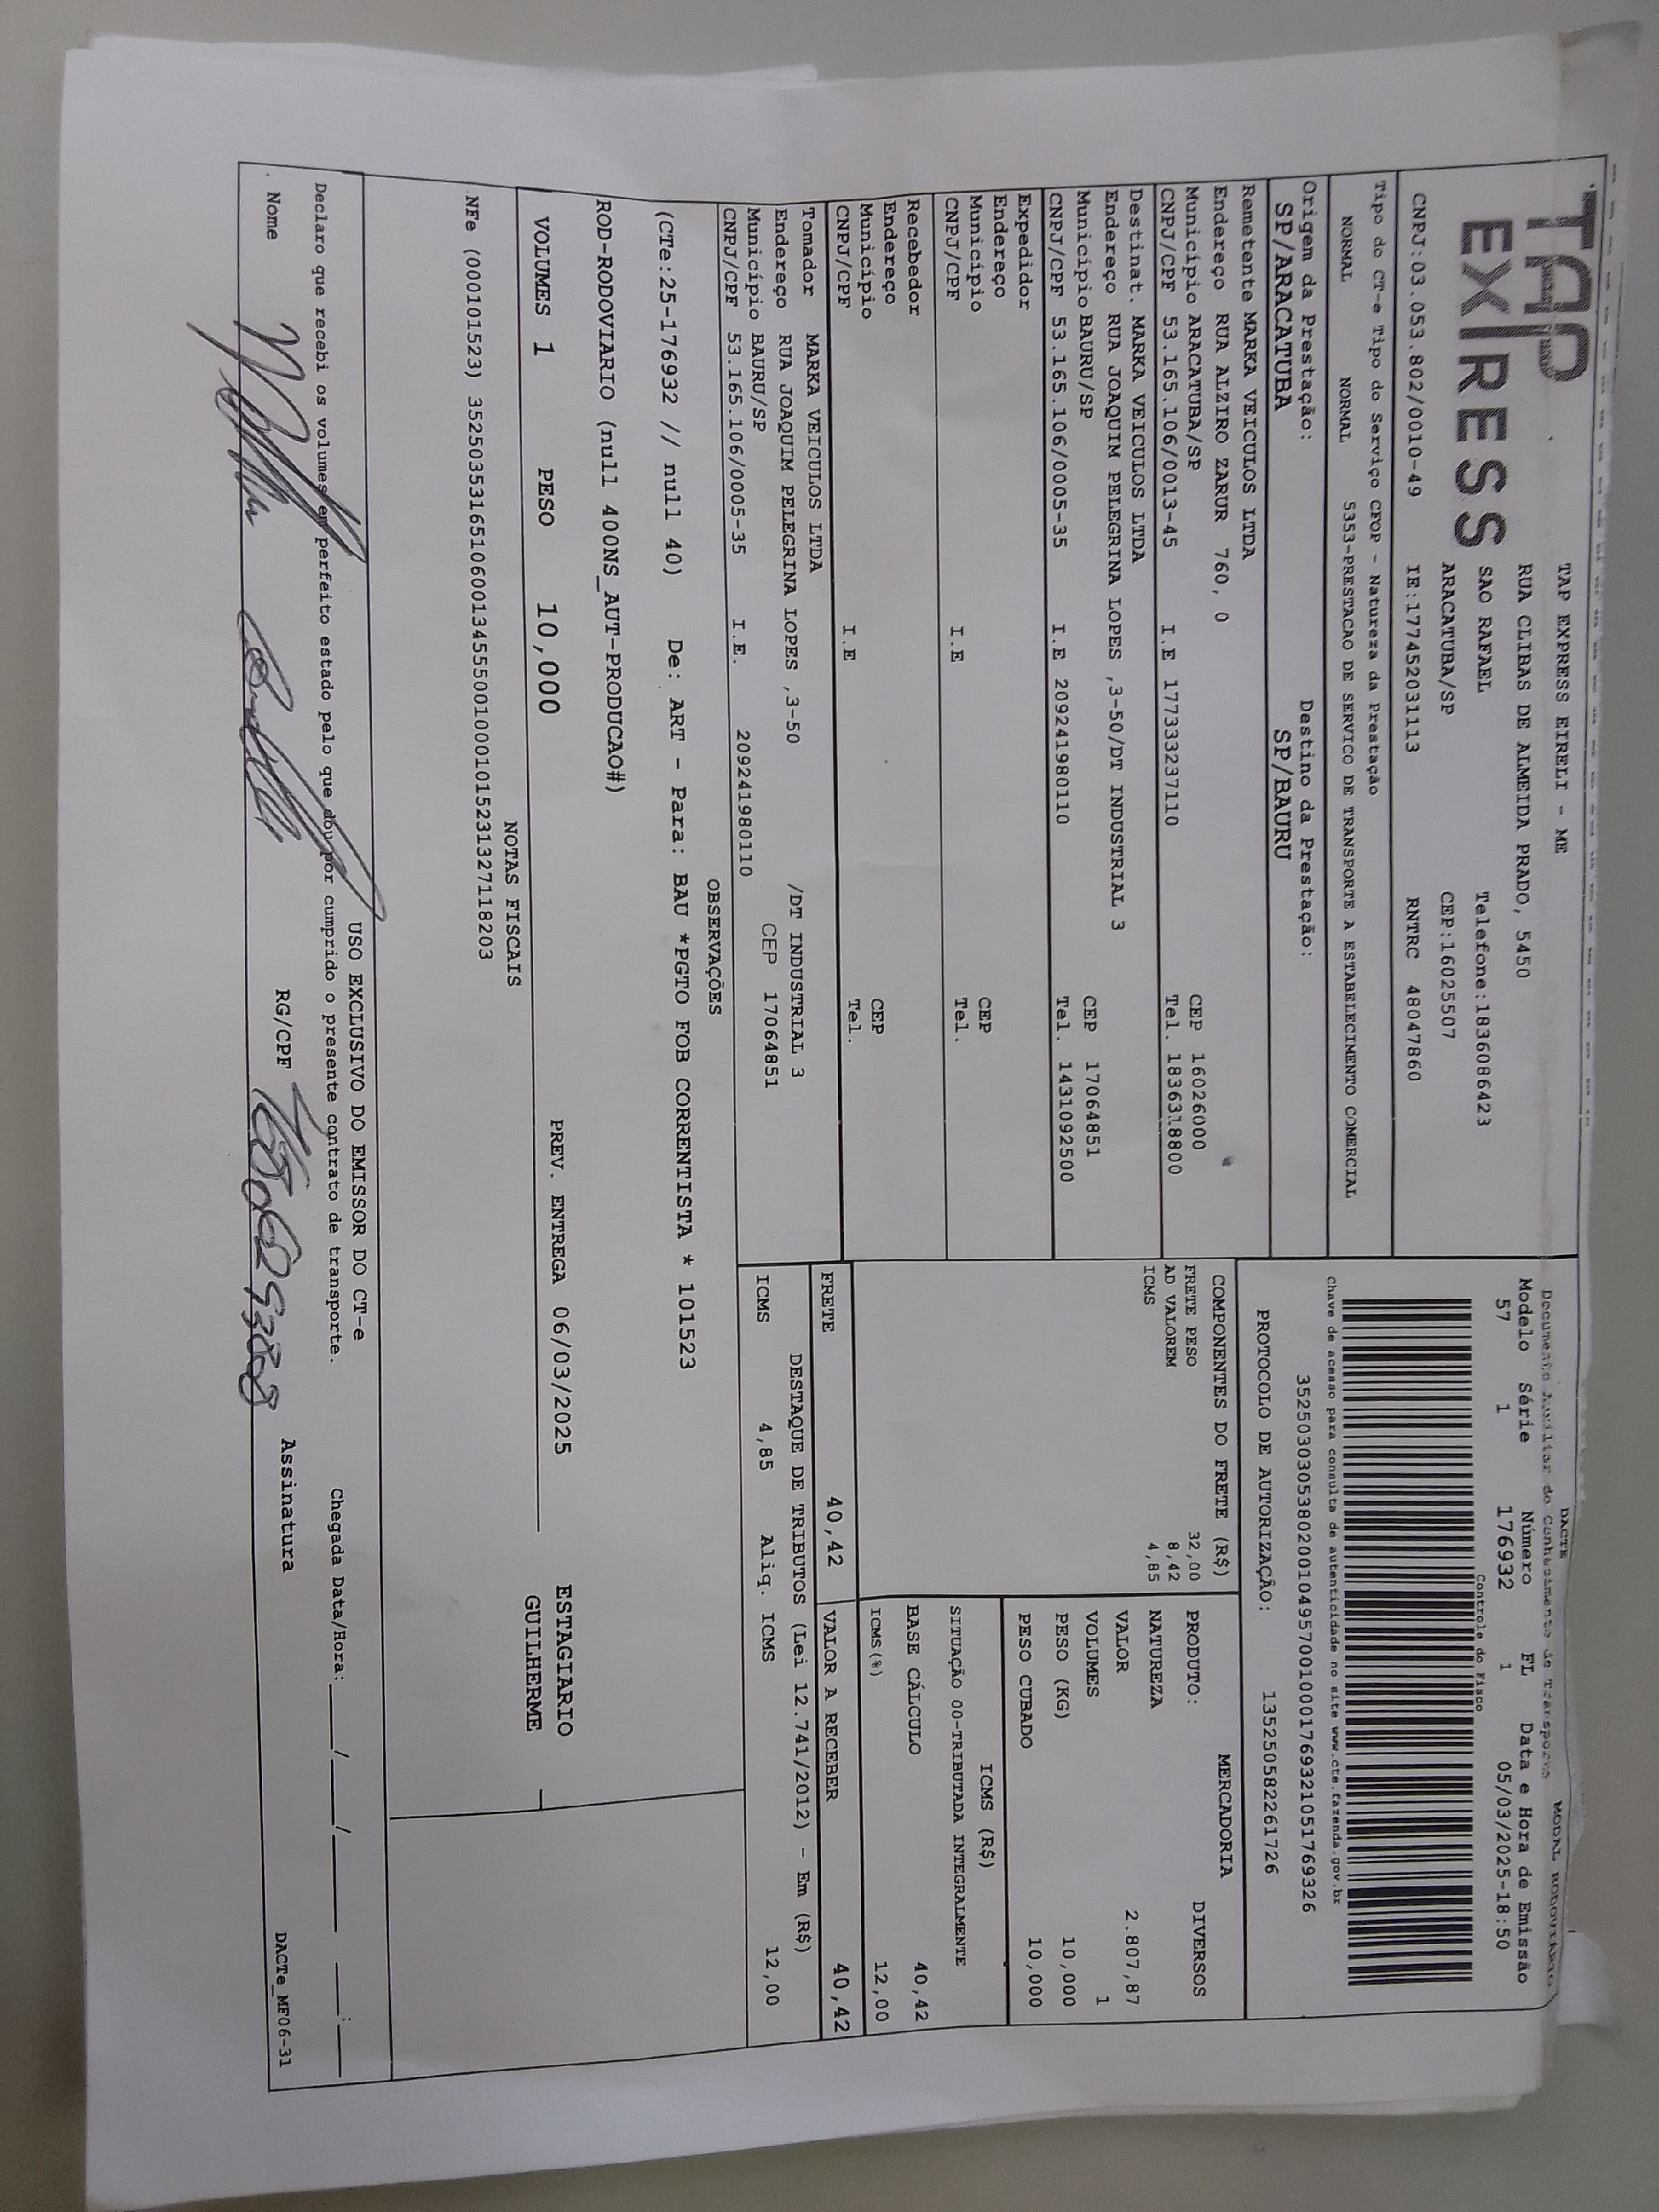 TAP
EXPRESS
TAP EXPRESS EIRELI - ME
RUA CLIBAS DE ALMEIDA PRADO, 5450
SAO RAFAEL Telefone:1836086423
ARACATUBA/SP CEP:16025507
CNPJ:03.053.802/0010-49 IE:177452031113 RNTRC 48047860
DACTE MODAL RODOVIÁRIO
Documento Auxiliar do Conhecimento de Transporte
Modelo Série Número FL Data e Hora de Emissão
57 1 176932 1 05/03/2025-18:50
Controle do Fisco
Chave de acesso para consulta de autenticidade no site www.cte.fazenda.gov.br
35250303053802001049570010001769321051769326
PROTOCOLO DE AUTORIZAÇÃO: 135250582261726
Tipo do CT-e Tipo do Serviço CFOP - Natureza da Prestação
NORMAL NORMAL 5353-PRESTACAO DE SERVICO DE TRANSPORTE A ESTABELECIMENTO COMERCIAL
Origem da Prestação: Destino da Prestação:
SP/ARACATUBA SP/BAURU
Remetente MARKA VEICULOS LTDA
Endereço RUA ALZIRO ZARUR 760, 0
Município ARACATUBA/SP CEP 16026000
CNPJ/CPF 53.165.106/0013-45 I.E 177333237110 Tel. 1836318800
Destinat. MARKA VEICULOS LTDA
Endereço RUA JOAQUIM PELEGRINA LOPES ,3-50/DT INDUSTRIAL 3
Município BAURU/SP CEP 17064851
CNPJ/CPF 53.165.106/0005-35 I.E 209241980110 Tel. 1431092500
Expedidor
Endereço
Município CEP
CNPJ/CPF I.E Tel.
Recebedor
Endereço
Município CEP
CNPJ/CPF I.E Tel.
Tomador MARKA VEICULOS LTDA
Endereço RUA JOAQUIM PELEGRINA LOPES ,3-50 /DT INDUSTRIAL 3
Município BAURU/SP CEP 17064851
CNPJ/CPF 53.165.106/0005-35 I.E. 209241980110
COMPONENTES DO FRETE (R$)
FRETE PESO 32,00
AD VALOREM 8,42
ICMS 4,85
MERCADORIA
PRODUTO: DIVERSOS
NATUREZA
VALOR 2.807,87
VOLUMES 1
PESO (KG) 10,000
PESO CUBADO 10,000
ICMS (R$)
SITUAÇÃO 00-TRIBUTADA INTEGRALMENTE
BASE CÁLCULO 40,42
ICMS(%) 12,00
FRETE 40,42 VALOR A RECEBER 40,42
DESTAQUE DE TRIBUTOS (Lei 12.741/2012) - Em (R$)
ICMS 4,85 Aliq. ICMS 12,00
OBSERVAÇÕES
(CTe:25-176932 // null 40) De: ART - Para: BAU *PGTO FOB CORRENTISTA * 101523
ROD-RODOVIARIO (null 400NS_AUT-PRODUCAO#)
VOLUMES 1 PESO 10,000 PREV. ENTREGA 06/03/2025 ESTAGIARIO
GUILHERME
NOTAS FISCAIS
NFe (000101523) 35250353165106001345550010001015231327118203
USO EXCLUSIVO DO EMISSOR DO CT-e
Declaro que recebi os volumes em perfeito estado pelo que dou por cumprido o presente contrato de transporte. Chegada Data/Hora:___/___/___ __:__
Nome RG/CPF Assinatura
DACTe_MF06-31